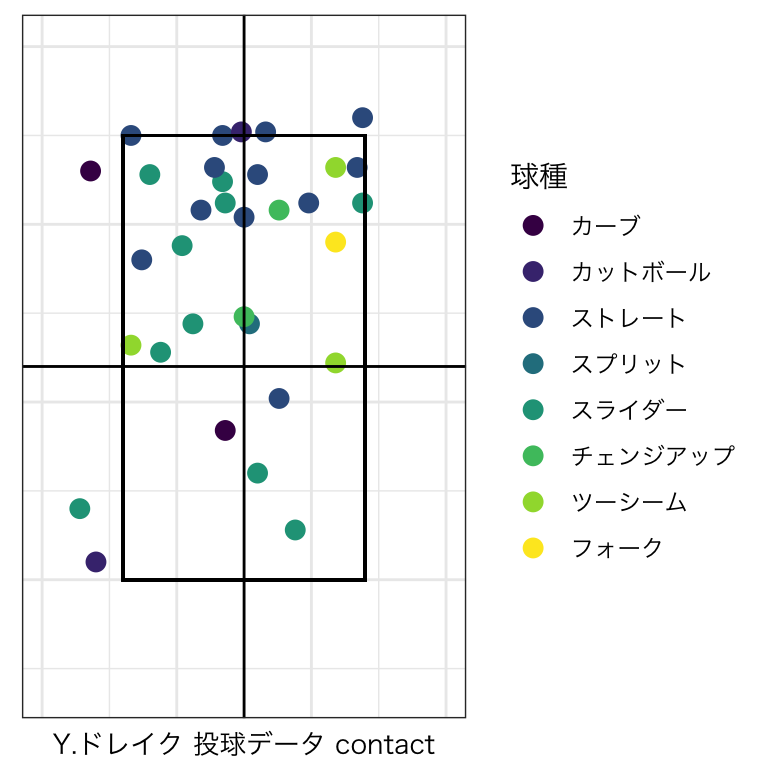 球種
カーブ
カットボール
ストレート
スプリット
スライダー
チェンジアップ
ツーシーム
フォーク
Y.ドレイク 投球データ contact